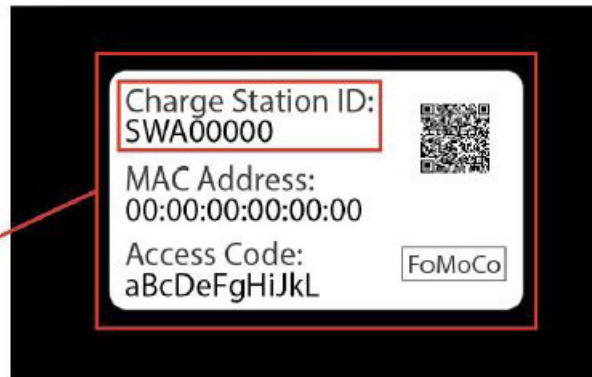 Charge Station ID:
SWA00000
MAC Address:
00:00:00:00:00:00
Access Code:
aBcDeFgHiJkL
FoMoCo